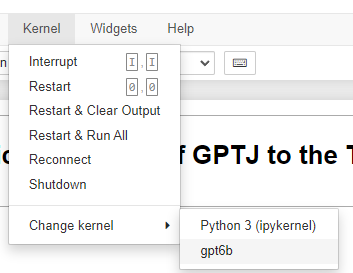 Kernel Widgets Help
Interrupt I,I
Restart 0,0
Restart & Clear Output
Restart & Run All
Reconnect
Shutdown
Change kernel
Python 3 (ipykernel)
gpt6b
of GPTJ to the